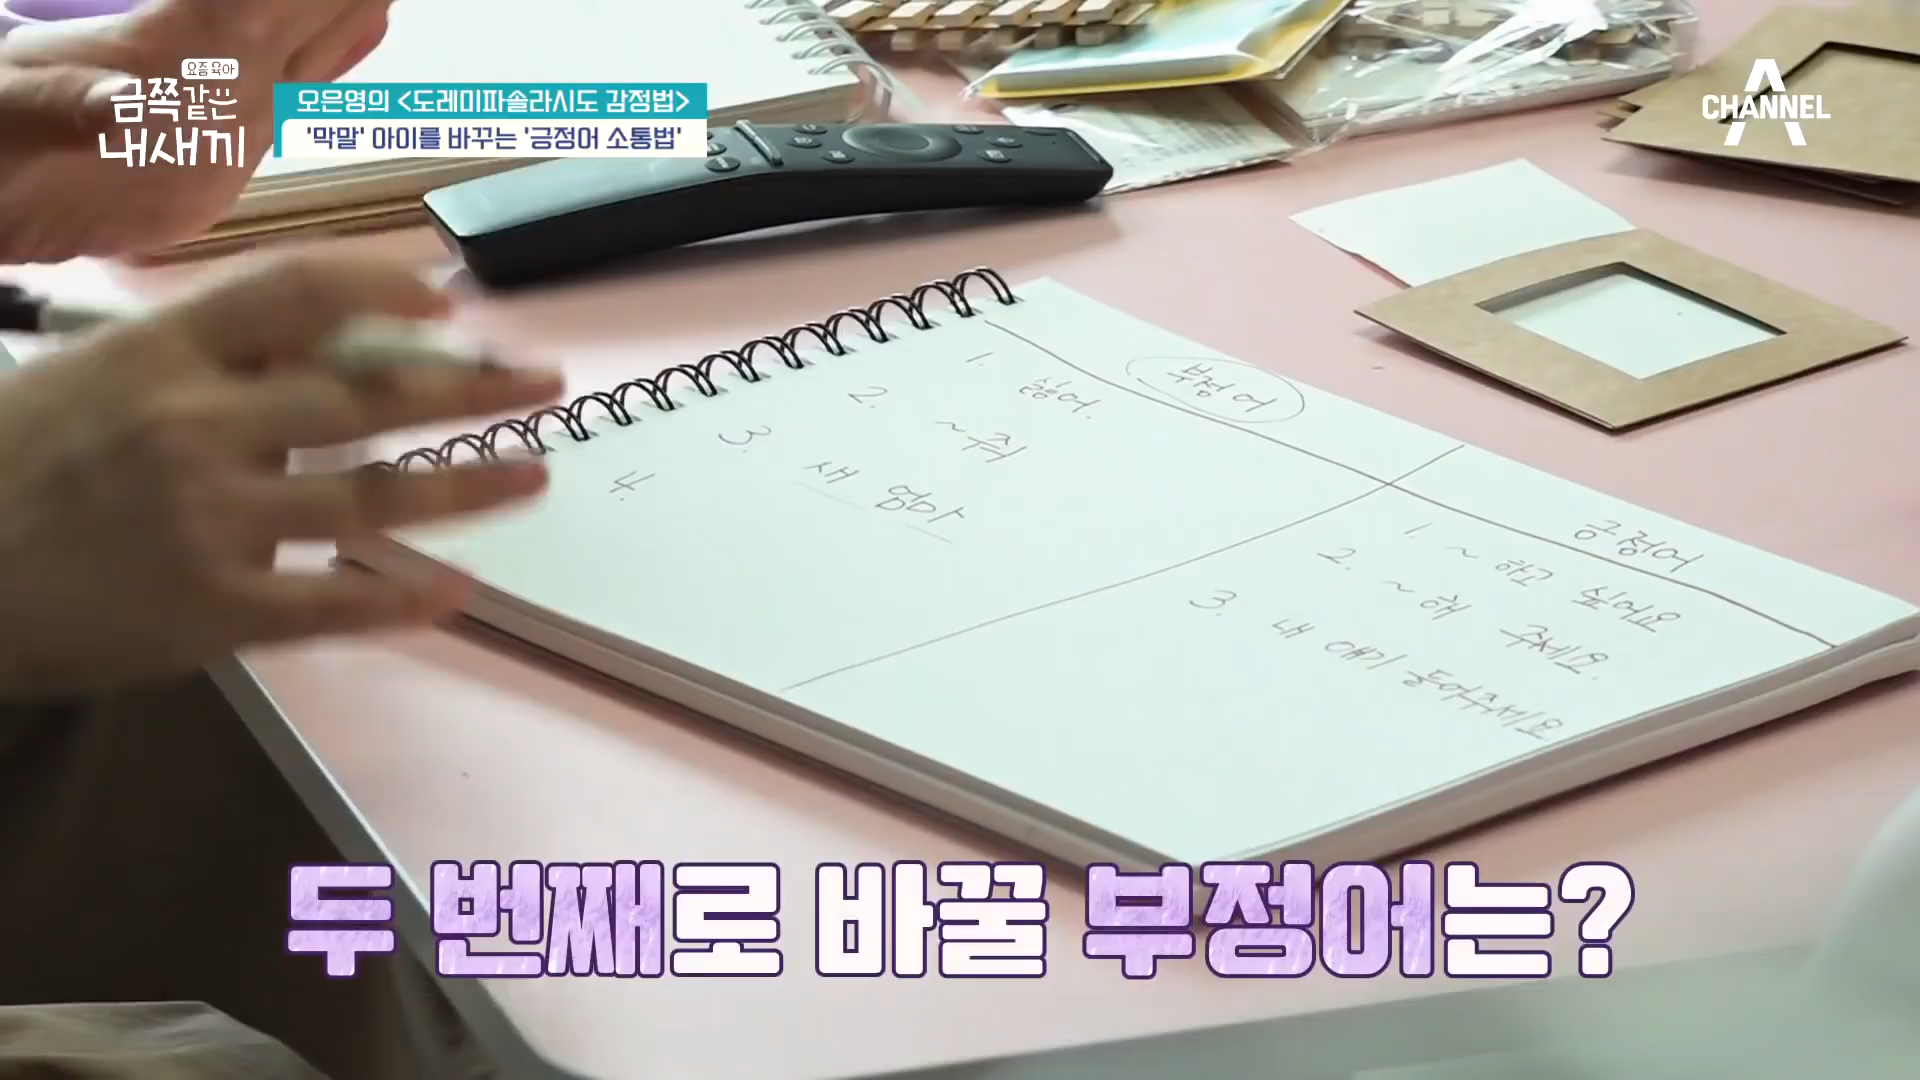 요즘 육아
금쪽같은
내새끼
오은영의 <도레미파솔라시도 감정법>
'막말' 아이를 바꾸는 '긍정어 소통법'
CHANNEL A
부정어
1. 싫어.
2. ~줘
3. 새 엄마
4.
긍정어
1. ~하고 싶어요
2. ~해 주세요.
3. 내 얘기 들어주세요
두 번째로 바꿀 부정어는?